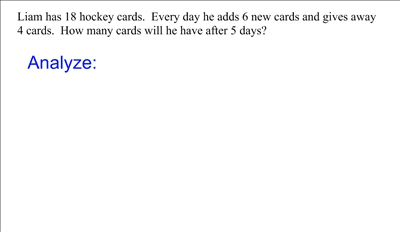 Liam has 18 hockey cards.  Every day he adds 6 new cards and gives away
4 cards.  How many cards will he have after 5 days?
Analyze: